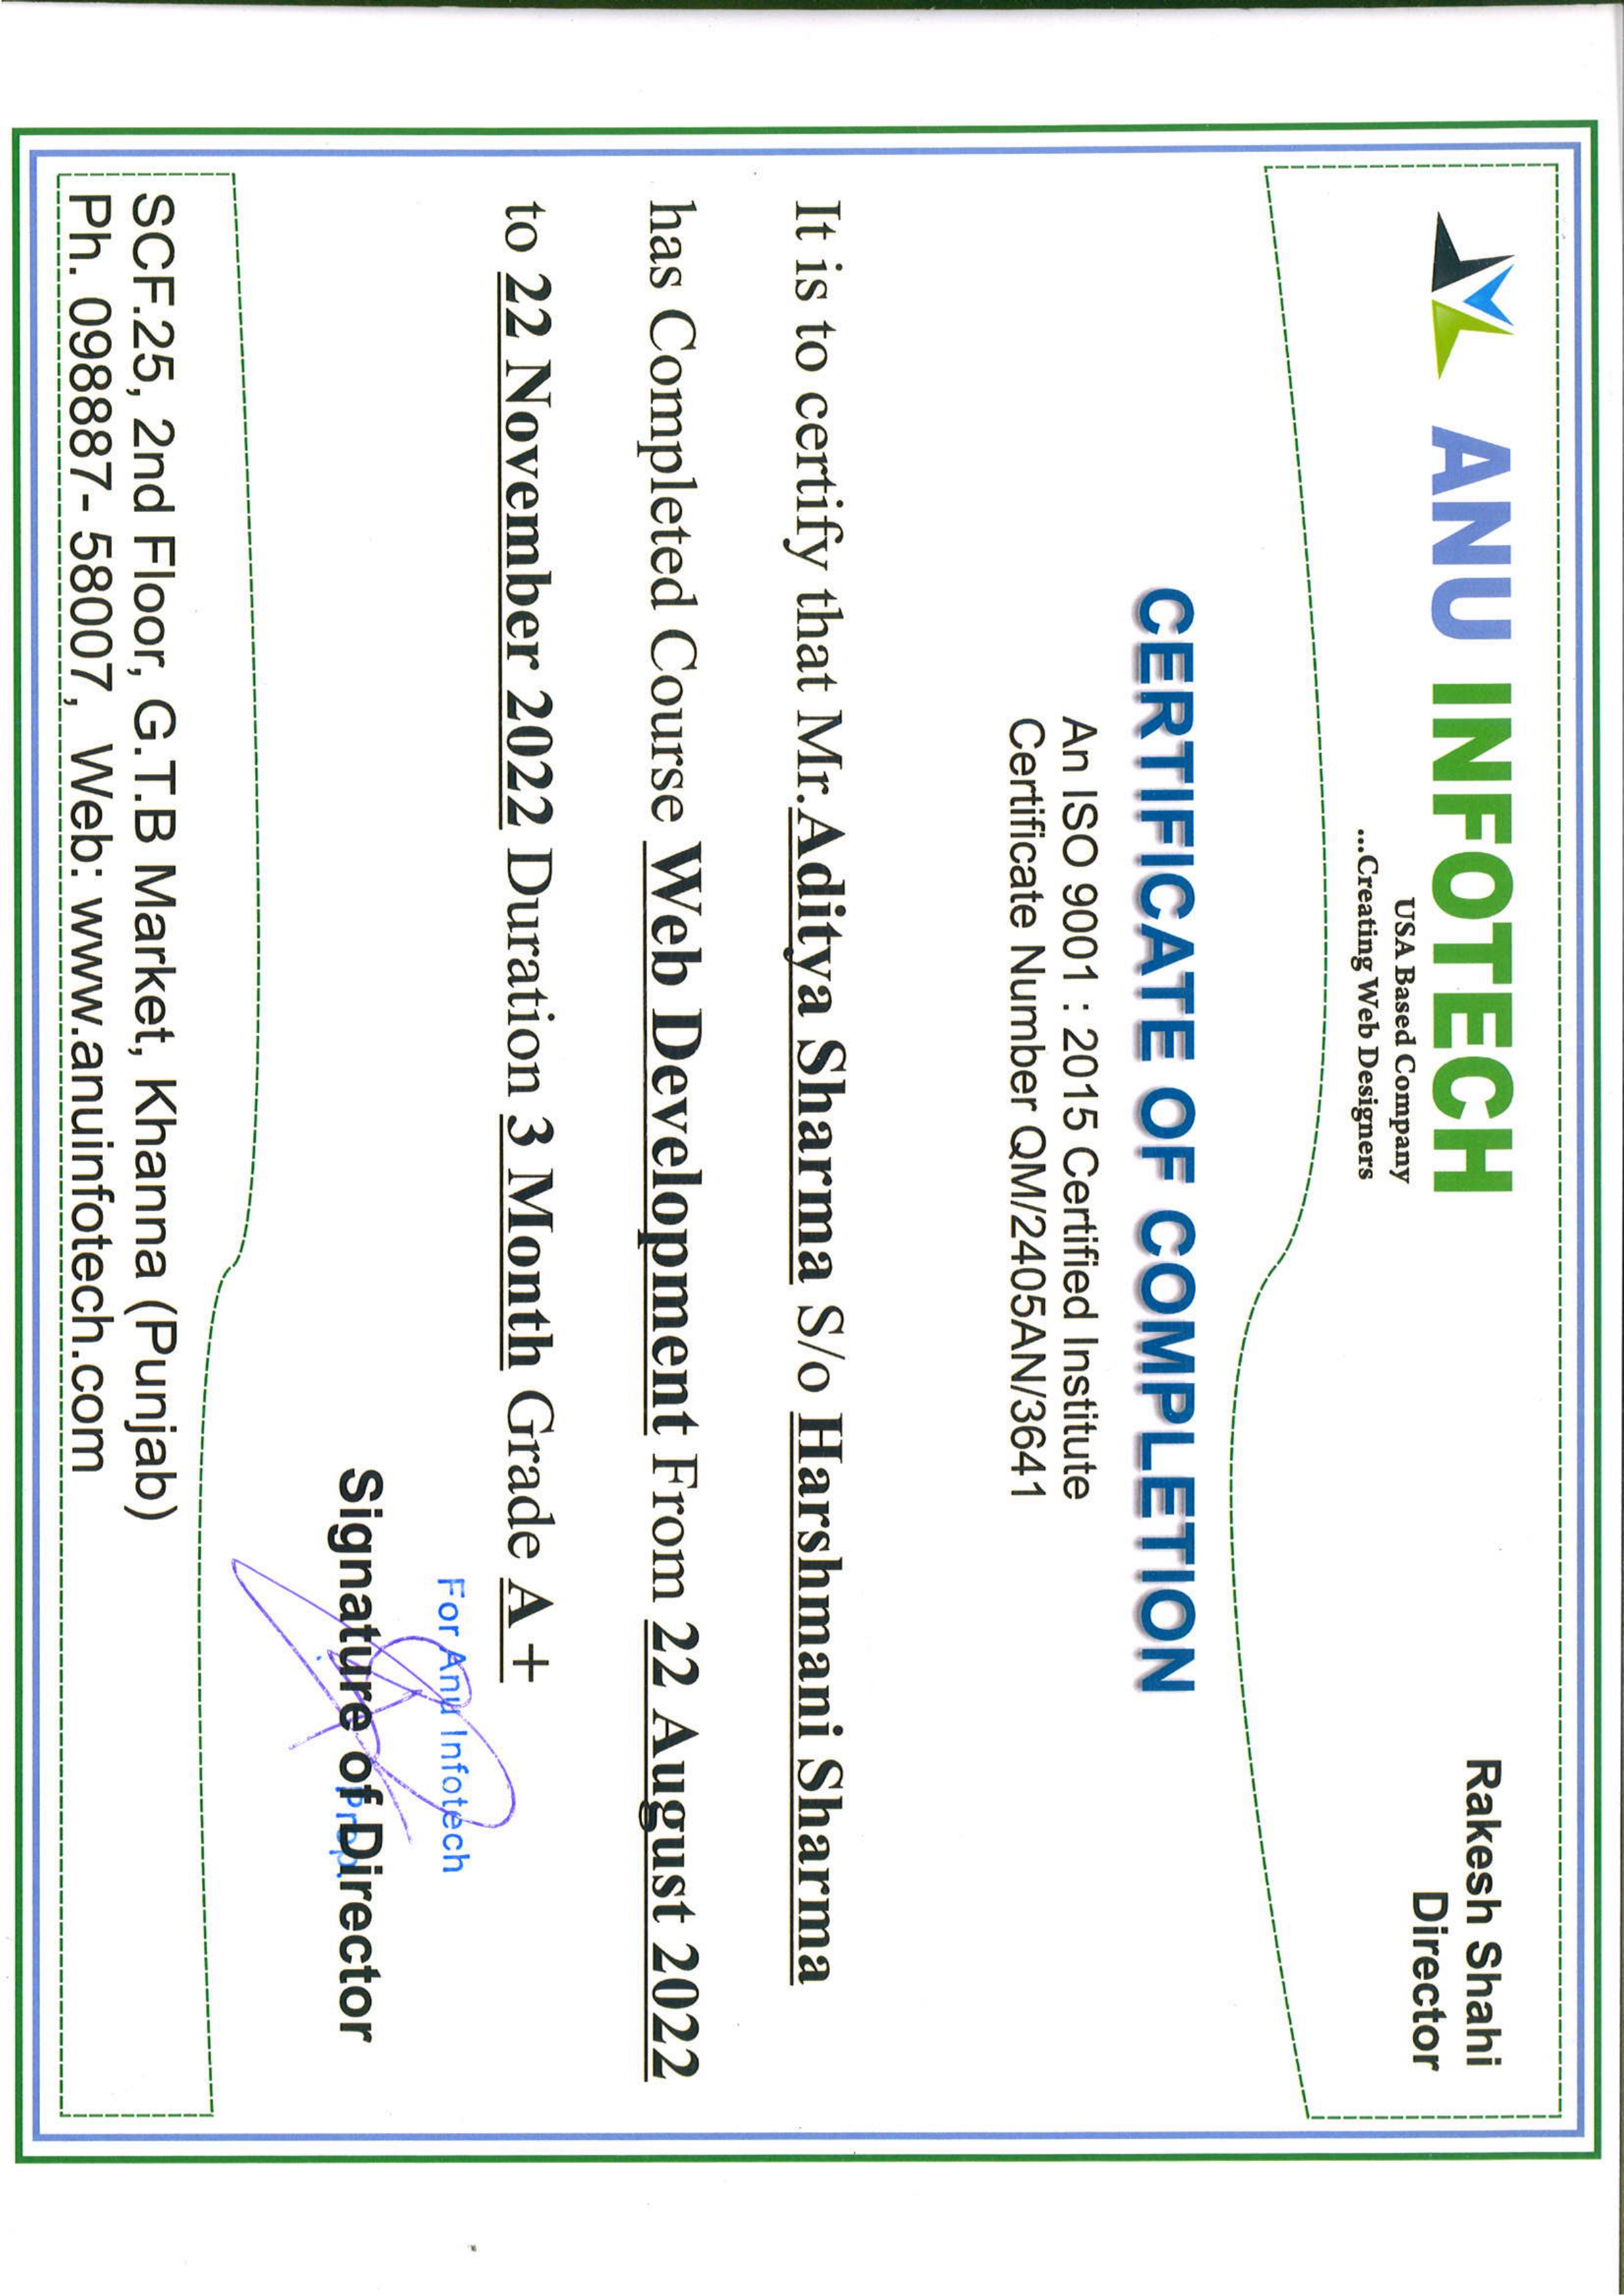 ANU INFOTECH
USA Based Company
...Creating Web Designers
Rakesh Shahi
Director
CERTIFICATE OF COMPLETION
An ISO 9001 : 2015 Certified Institute
Certificate Number QM/2405AN/3641
It is to certify that Mr.Aditya Sharma S/o Harshmani Sharma
has Completed Course Web Development From 22 August 2022
to 22 November 2022 Duration 3 Month Grade A +
For Anu Infotech
Signature of Director
Prop.
SCF.25, 2nd Floor, G.T.B Market, Khanna (Punjab)
Ph. 098887- 58007, Web: www.anuinfotech.com